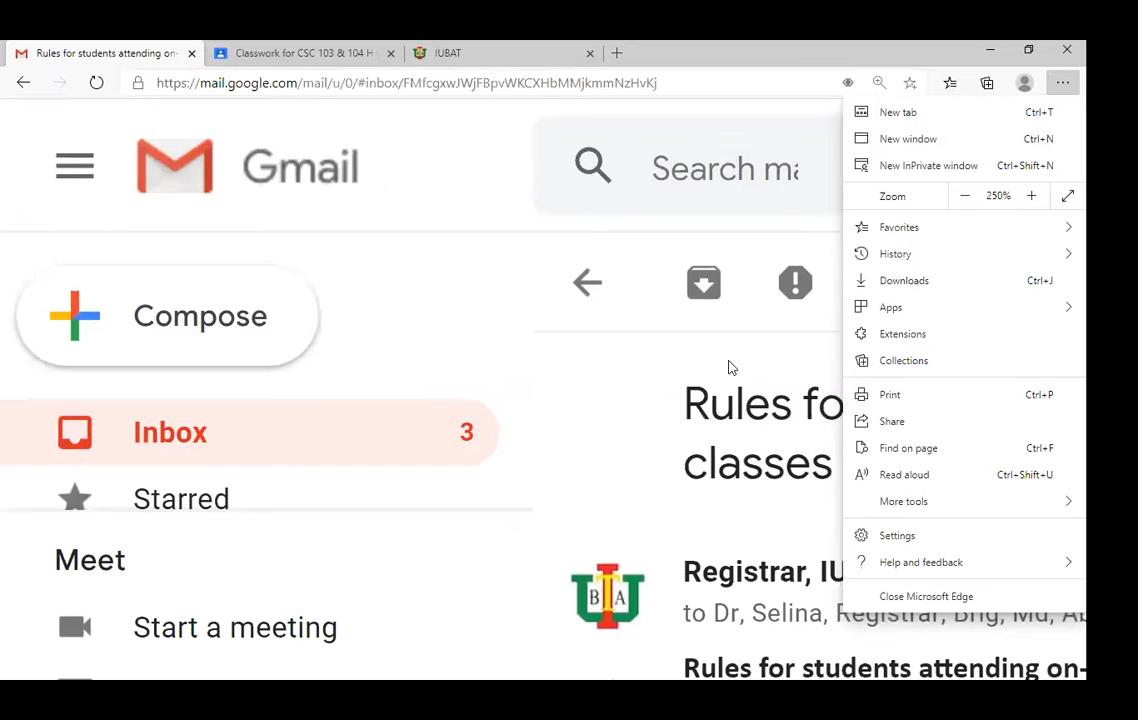 Rules for students attending on-
Classwork for CSC 103 & 104 H
IUBAT
https://mail.google.com/mail/u/0/#inbox/FMfcgxwJWjFBpvWKCXHbMMjkmmNzHvKj
Gmail
Search ma
Compose
Inbox 3
Starred
Meet
Start a meeting
Rules fo
classes
Registrar, IU
BIA
to Dr, Selina, Registrar, Bng, Md, Ab
Rules for students attending on-
New tab Ctrl+T
New window Ctrl+N
New InPrivate window Ctrl+Shift+N
Zoom 250%
Favorites
History
Downloads Ctrl+J
Apps
Extensions
Collections
Print Ctrl+P
Share
Find on page Ctrl+F
Read aloud Ctrl+Shift+U
More tools
Settings
Help and feedback
Close Microsoft Edge